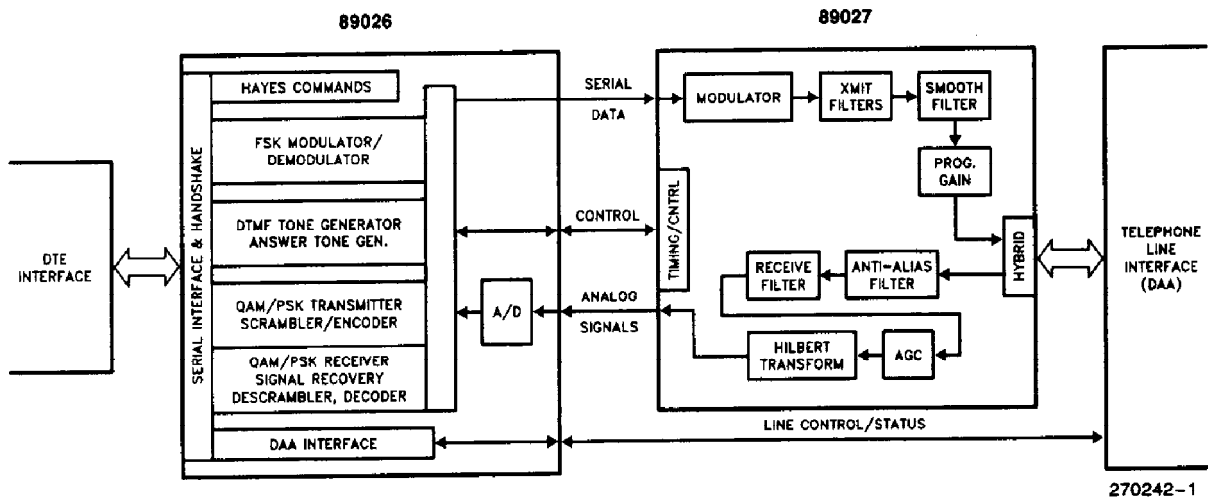 89026
89027
HAYES COMMANDS
FSK MODULATOR/
DEMODULATOR
DTMF TONE GENERATOR
ANSWER TONE GEN.
QAM/PSK TRANSMITTER
SCRAMBLER/ENCODER
QAM/PSK RECEIVER
SIGNAL RECOVERY
DESCRAMBLER, DECODER
DAA INTERFACE
SERIAL INTERFACE & HANDSHAKE
DTE
INTERFACE
A/D
SERIAL
DATA
CONTROL
ANALOG
SIGNALS
LINE CONTROL/STATUS
TIMING/CNTRL
MODULATOR
XMIT
FILTERS
SMOOTH
FILTER
PROG.
GAIN
HYBRID
RECEIVE
FILTER
ANTI-ALIAS
FILTER
HILBERT
TRANSFORM
AGC
TELEPHONE
LINE
INTERFACE
(DAA)
270242-1